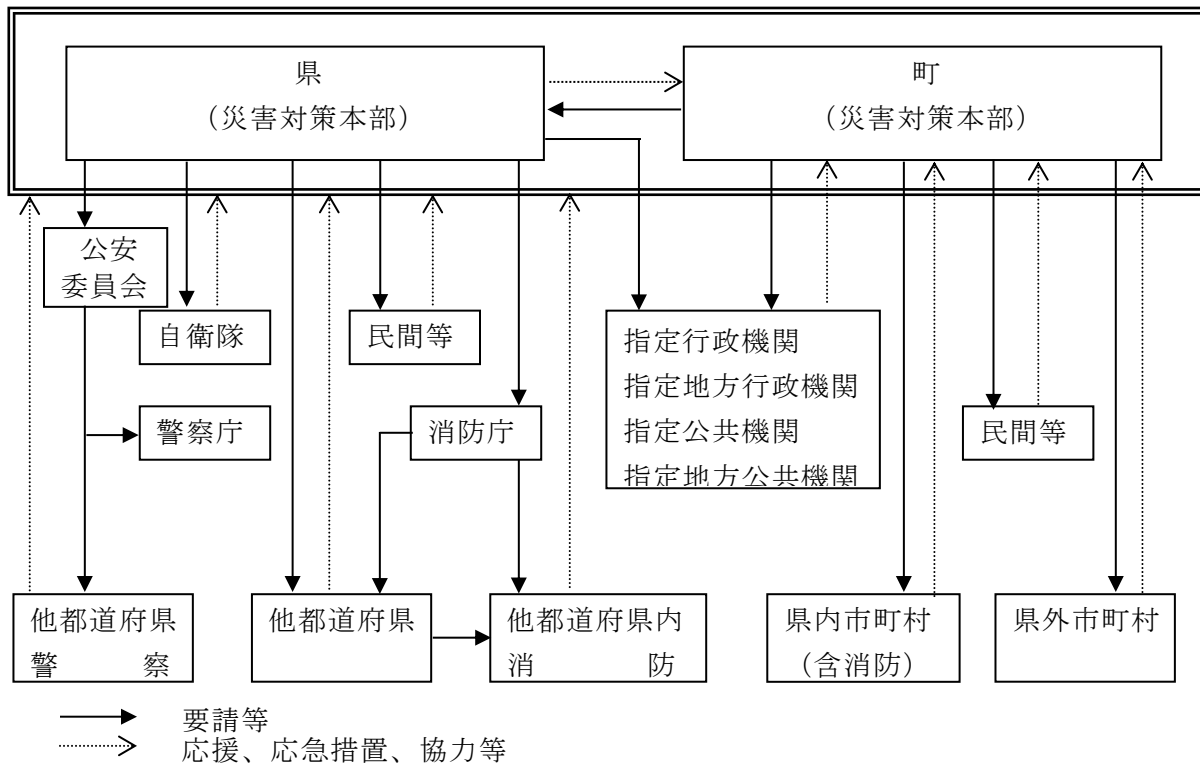 県
（災害対策本部）
町
（災害対策本部）
公安
委員会
自衛隊
民間等
警察庁
消防庁
指定行政機関
指定地方行政機関
指定公共機関
指定地方公共機関
民間等
他都道府県
警　　　察
他都道府県
他都道府県内
消　　　　防
県内市町村
（含消防）
県外市町村
要請等
応援、応急措置、協力等